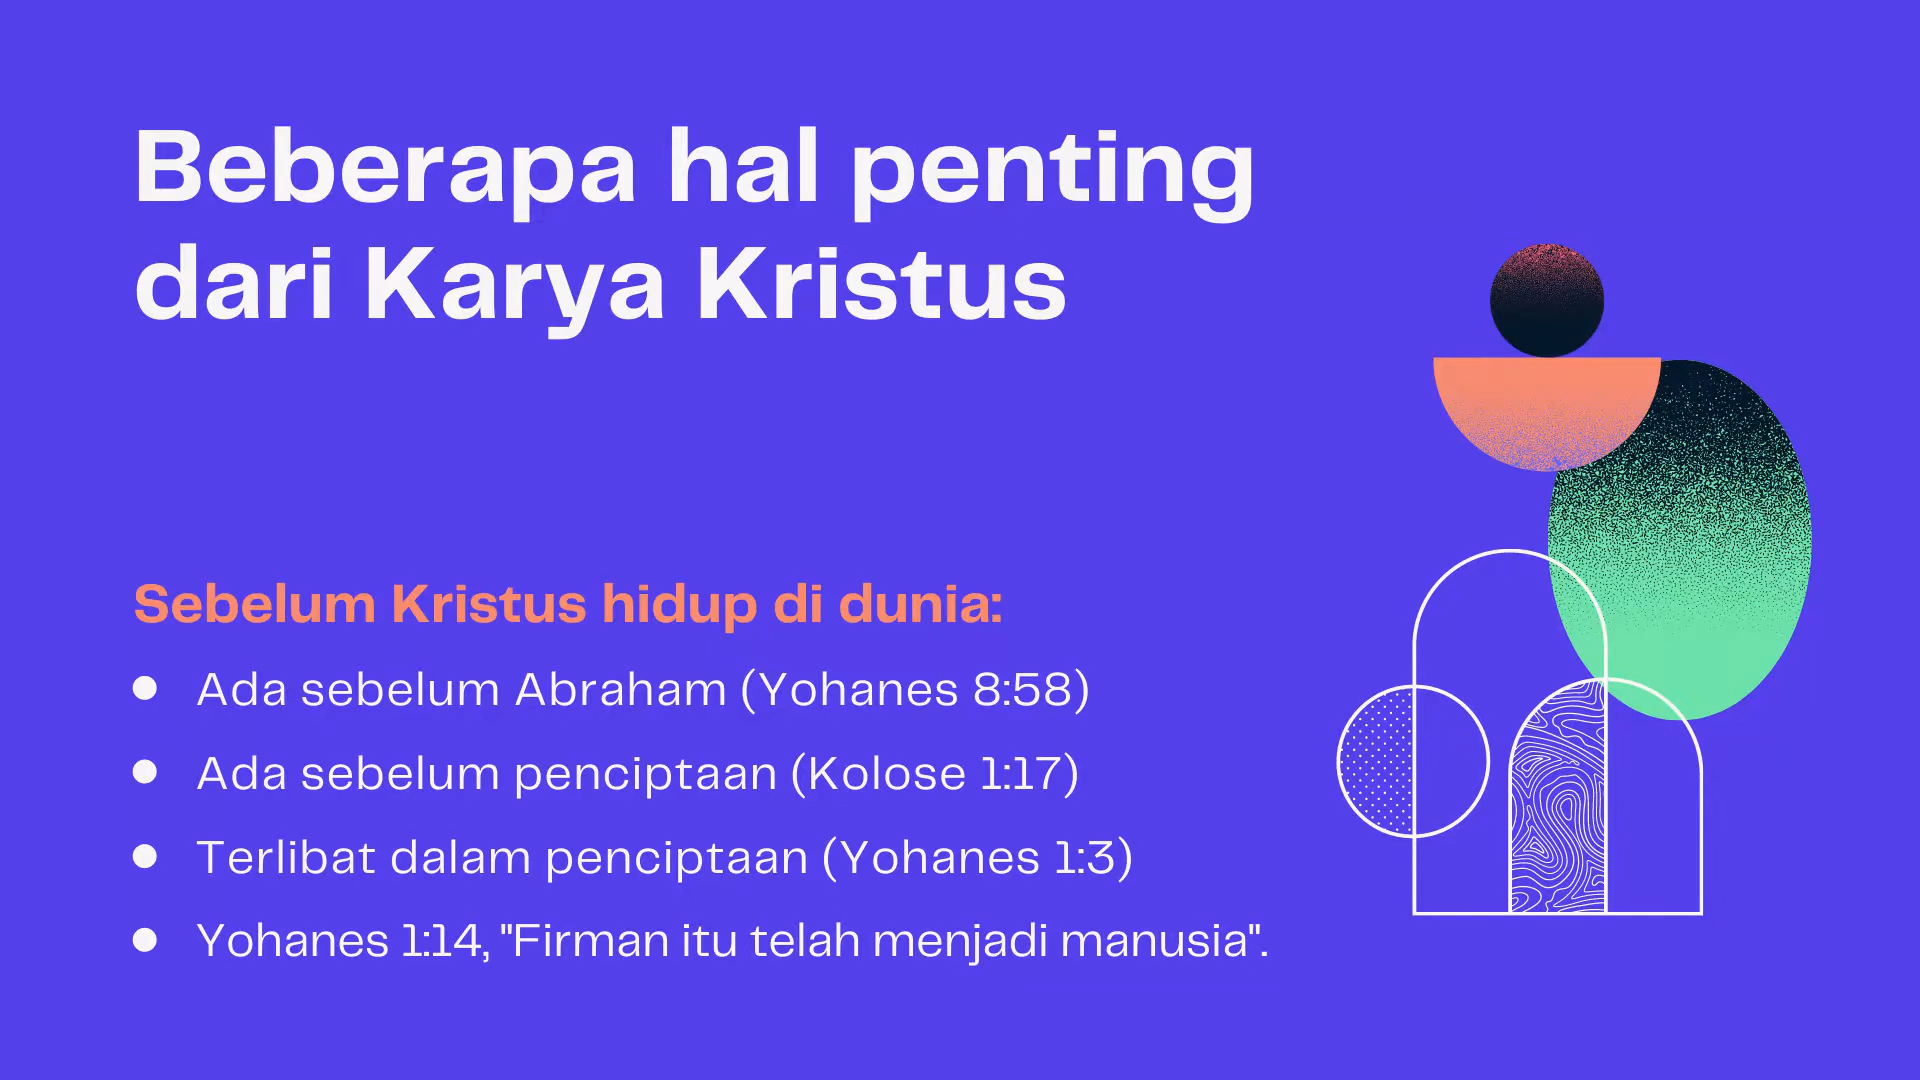 Beberapa hal penting
dari Karya Kristus
Sebelum Kristus hidup di dunia:
● Ada sebelum Abraham (Yohanes 8:58)
● Ada sebelum penciptaan (Kolose 1:17)
● Terlibat dalam penciptaan (Yohanes 1:3)
● Yohanes 1:14, "Firman itu telah menjadi manusia".